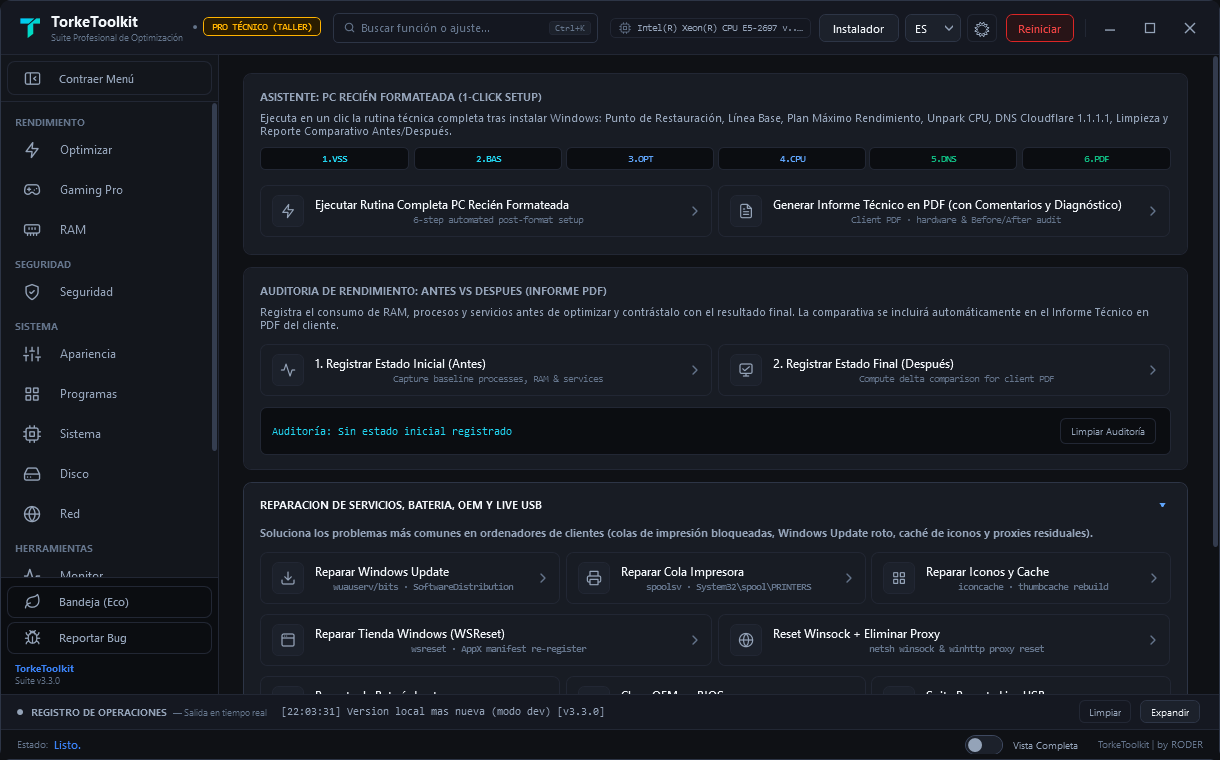 TorkeToolkit
Suite Profesional de Optimización
PRO TÉCNICO (TALLER)
Buscar función o ajuste...
Ctrl+K
Intel(R) Xeon(R) CPU E5-2697 v...
Instalador
ES
Reiniciar
Contraer Menú
RENDIMIENTO
Optimizar
Gaming Pro
RAM
SEGURIDAD
Seguridad
SISTEMA
Apariencia
Programas
Sistema
Disco
Red
HERRAMIENTAS
Monitor
Bandeja (Eco)
Reportar Bug
TorkeToolkit
Suite v3.3.0
ASISTENTE: PC RECIÉN FORMATEADA (1-CLICK SETUP)
Ejecuta en un clic la rutina técnica completa tras instalar Windows: Punto de Restauración, Línea Base, Plan Máximo Rendimiento, Unpark CPU, DNS Cloudflare 1.1.1.1, Limpieza y
Reporte Comparativo Antes/Después.
1.VSS
2.BAS
3.OPT
4.CPU
5.DNS
6.PDF
Ejecutar Rutina Completa PC Recién Formateada
6-step automated post-format setup
Generar Informe Técnico en PDF (con Comentarios y Diagnóstico)
Client PDF · hardware & Before/After audit
AUDITORIA DE RENDIMIENTO: ANTES VS DESPUES (INFORME PDF)
Registra el consumo de RAM, procesos y servicios antes de optimizar y contrástalo con el resultado final. La comparativa se incluirá automáticamente en el Informe Técnico en
PDF del cliente.
1. Registrar Estado Inicial (Antes)
Capture baseline processes, RAM & services
2. Registrar Estado Final (Después)
Compute delta comparison for client PDF
Auditoría: Sin estado inicial registrado
Limpiar Auditoría
REPARACION DE SERVICIOS, BATERIA, OEM Y LIVE USB
Soluciona los problemas más comunes en ordenadores de clientes (colas de impresión bloqueadas, Windows Update roto, caché de iconos y proxies residuales).
Reparar Windows Update
wuauserv/bits · SoftwareDistribution
Reparar Cola Impresora
spoolsv · System32\spool\PRINTERS
Reparar Iconos y Cache
iconcache · thumbcache rebuild
Reparar Tienda Windows (WSReset)
wsreset · AppX manifest re-register
Reset Winsock + Eliminar Proxy
netsh winsock & winhttp proxy reset
REGISTRO DE OPERACIONES — Salida en tiempo real
[22:03:31] Version local mas nueva (modo dev) [v3.3.0]
Limpiar
Expandir
Estado: Listo.
Vista Completa
TorkeToolkit | by RODER